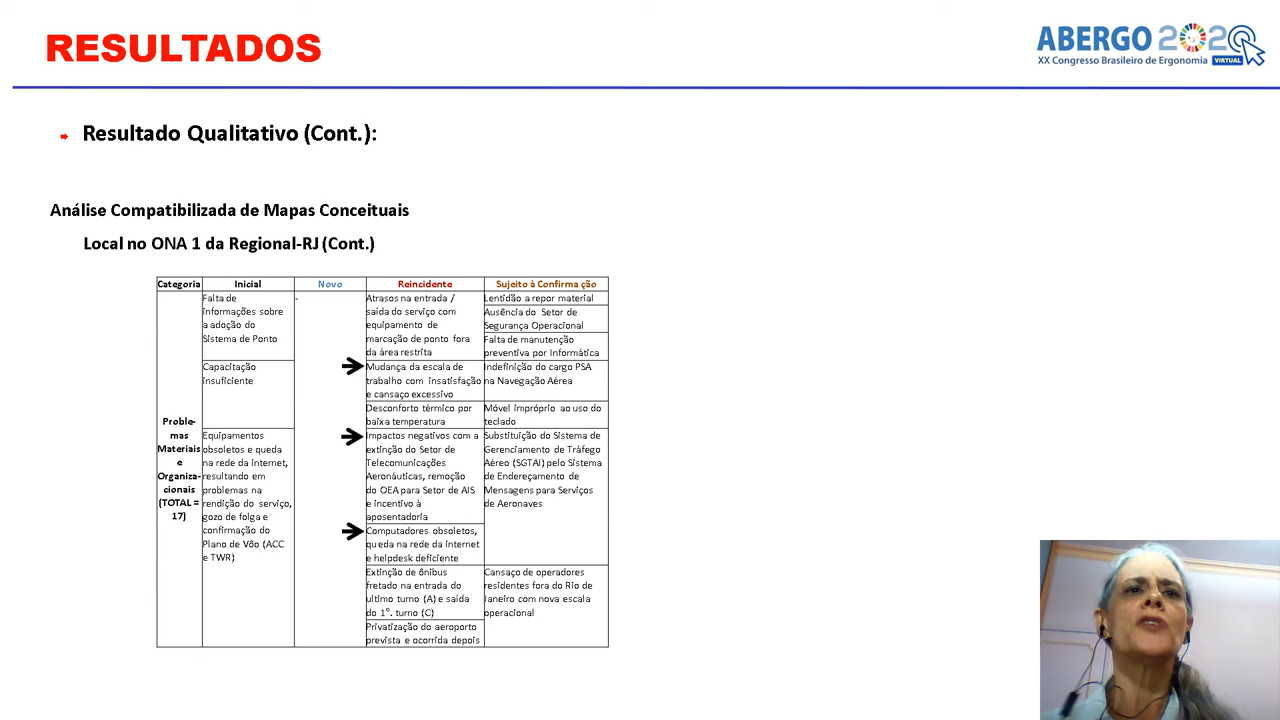 RESULTADOS
ABERGO 2020
XX Congresso Brasileiro de Ergonomia VIRTUAL
Resultado Qualitativo (Cont.):
Análise Compatibilizada de Mapas Conceituais
Local no ONA 1 da Regional-RJ (Cont.)
Categoria Inicial Novo Reincidente Sujeito à Confirma ção
Proble-
mas
Materiais
e
Organiza-
cionais
(TOTAL =
17)
Falta de
informações sobre
a adoção do
Sistema de Ponto
Capacitação
insuficiente
Equipamentos
obsoletos e queda
na rede da internet,
resultando em
problemas na
rendição do serviço,
gozo de folga e
confirmação do
Plano de Vôo (ACC
e TWR)
-
Atrasos na entrada /
saída do serviço com
equipamento de
marcação de ponto fora
da área restrita
Mudança da escala de
trabalho com insatisfação
e cansaço excessivo
Desconforto térmico por
baixa temperatura
Impactos negativos com a
extinção do Setor de
Telecomunicações
Aeronáuticas, remoção
do OEA para Setor de AIS
e incentivo à
aposentadoria
Computadores obsoletos,
queda na rede da internet
e helpdesk deficiente
Extinção de ônibus
fretado na entrada do
ultimo turno (A) e saída
do 1º. turno (C)
Privatização do aeroporto
prevista e ocorrida depois
Lentidão a repor material
Ausência do Setor de
Segurança Operacional
Falta de manutenção
preventiva por Informática
Indefinição do cargo PSA
na Navegação Aérea
Móvel impróprio ao uso do
teclado
Substituição do Sistema de
Gerenciamento de Tráfego
Aéreo (SGTAI) pelo Sistema
de Endereçamento de
Mensagens para Serviços
de Aeronaves
Cansaço de operadores
residentes fora do Rio de
Janeiro com nova escala
operacional